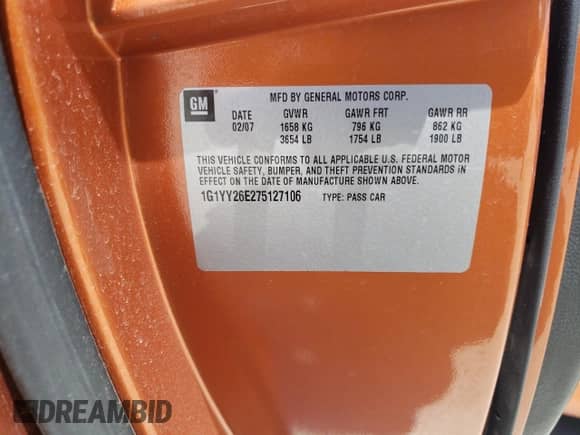 GM
MFD BY GENERAL MOTORS CORP.
DATE GVWR GAWR FRT GAWR RR
02/07 1658 KG 796 KG 862 KG
3654 LB 1754 LB 1900 LB
THIS VEHICLE CONFORMS TO ALL APPLICABLE U.S. FEDERAL MOTOR
VEHICLE SAFETY, BUMPER, AND THEFT PREVENTION STANDARDS IN
EFFECT ON THE DATE OF MANUFACTURE SHOWN ABOVE.
1G1YY26E275127106 TYPE: PASS CAR
DREAMBID